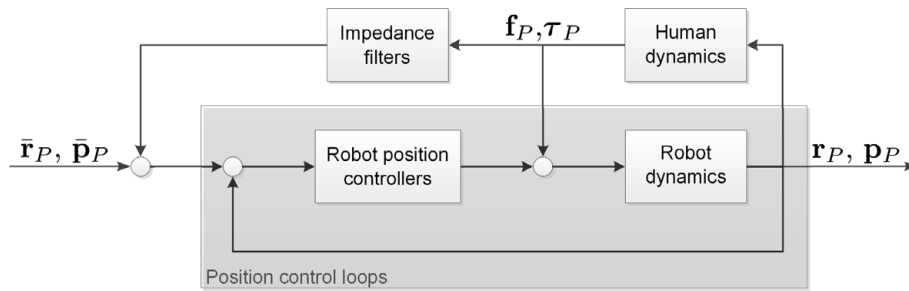 Impedance filters
f_P, τ_P
Human dynamics
r̄_P, p̄_P
Robot position controllers
Robot dynamics
r_P, p_P
Position control loops